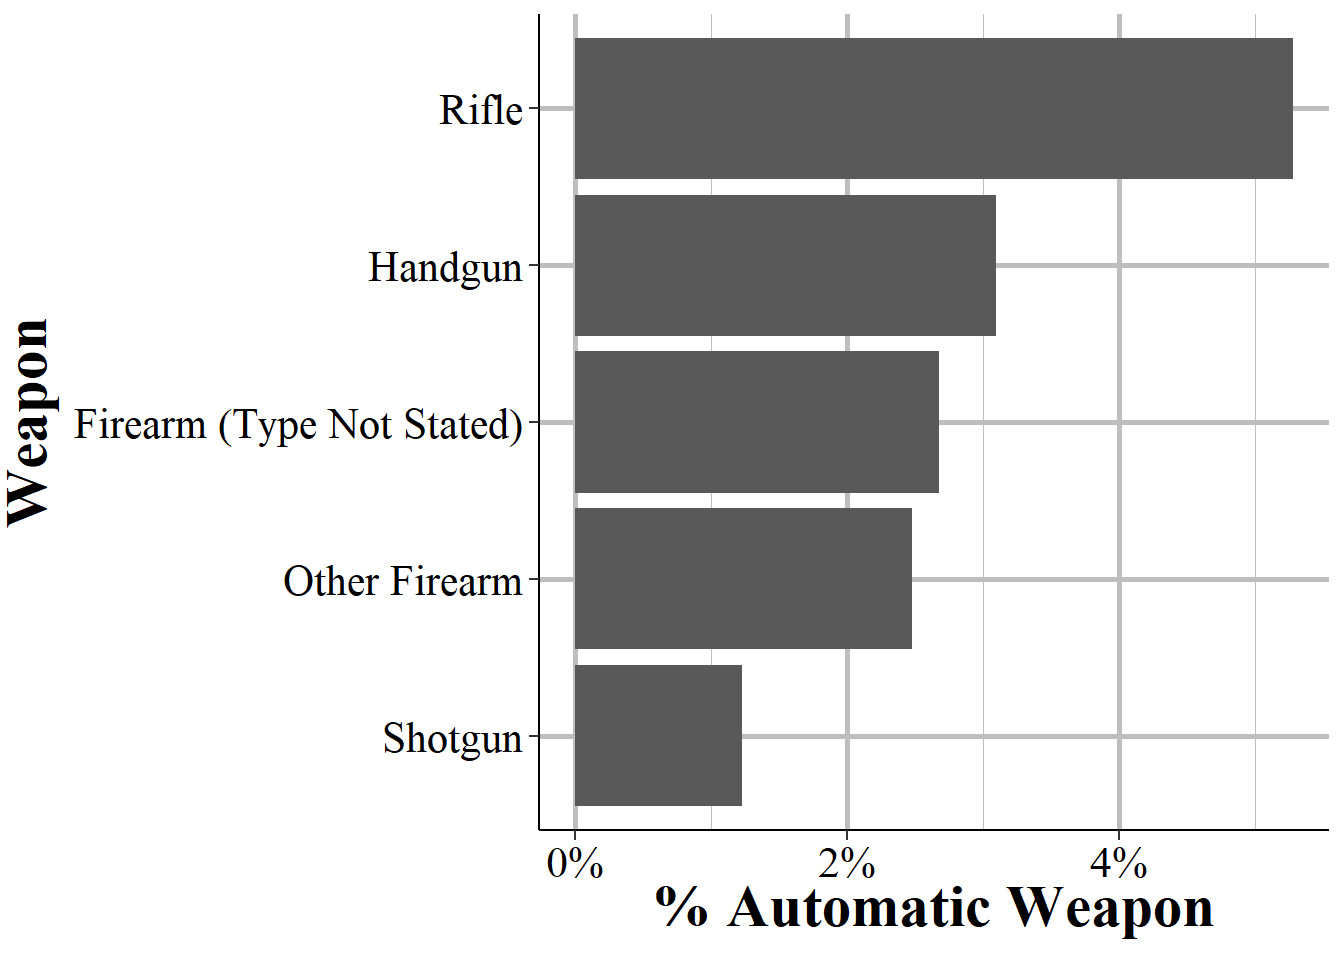 Weapon
Rifle
Handgun
Firearm (Type Not Stated)
Other Firearm
Shotgun
0% 2% 4%
% Automatic Weapon